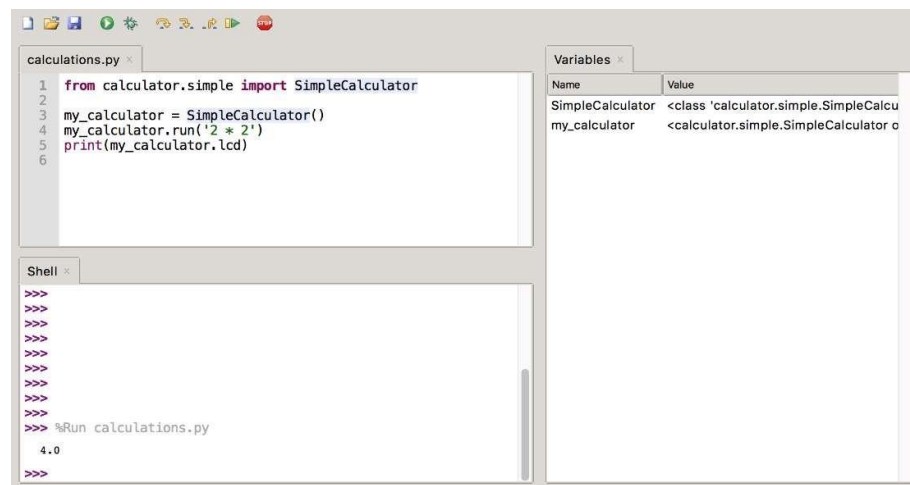 STOP
calculations.py ×
1 from calculator.simple import SimpleCalculator
2
3 my_calculator = SimpleCalculator()
4 my_calculator.run('2 * 2')
5 print(my_calculator.lcd)
6
Shell ×
>>>
>>>
>>>
>>>
>>>
>>>
>>>
>>>
>>>
>>> %Run calculations.py
4.0
>>>
Variables ×
Name Value
SimpleCalculator <class 'calculator.simple.SimpleCalcu
my_calculator <calculator.simple.SimpleCalculator o